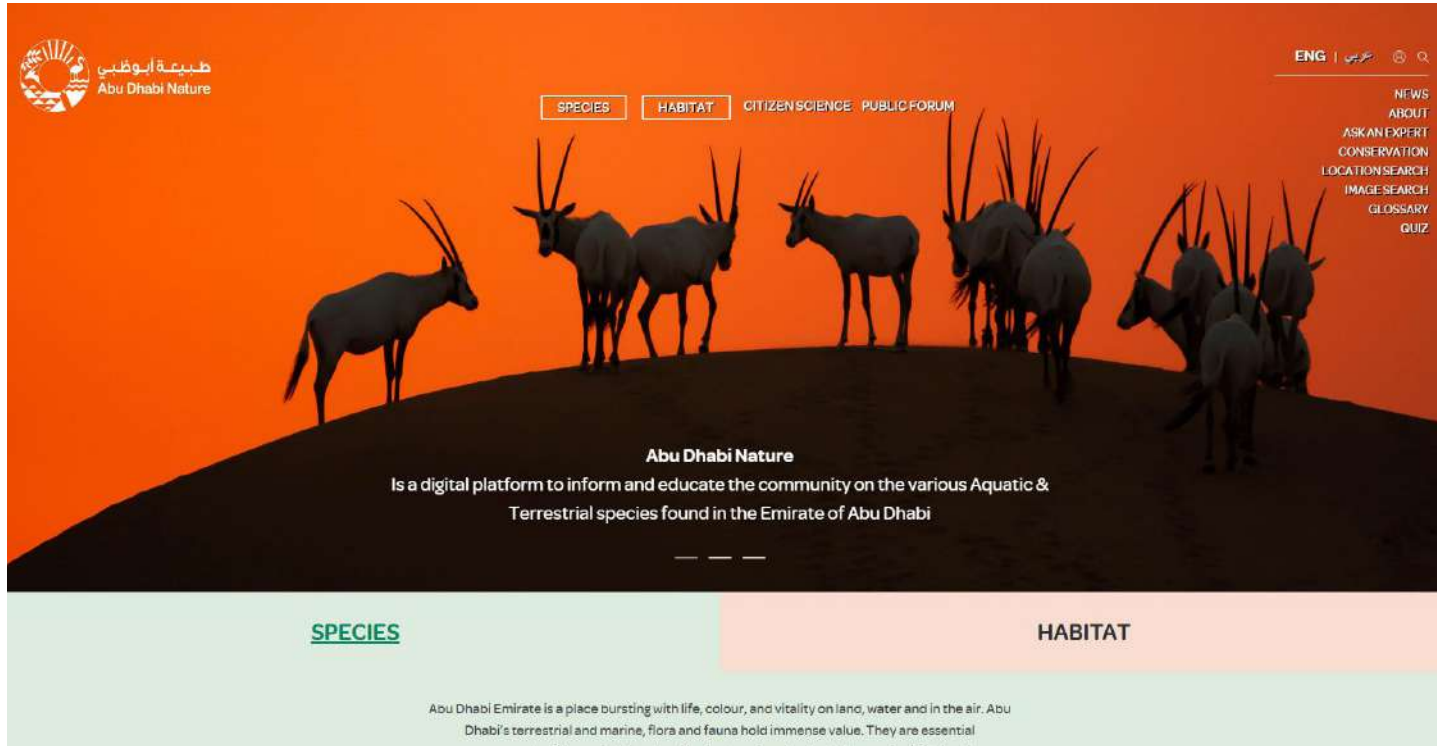 طبيعة أبوظبي
Abu Dhabi Nature
ENG | عربي
SPECIES HABITAT CITIZEN SCIENCE PUBLIC FORUM
NEWS
ABOUT
ASK AN EXPERT
CONSERVATION
LOCATION SEARCH
IMAGE SEARCH
GLOSSARY
QUIZ
Abu Dhabi Nature
Is a digital platform to inform and educate the community on the various Aquatic &
Terrestrial species found in the Emirate of Abu Dhabi
SPECIES
HABITAT
Abu Dhabi Emirate is a place bursting with life, colour, and vitality on land, water and in the air. Abu
Dhabi's terrestrial and marine, flora and fauna hold immense value. They are essential